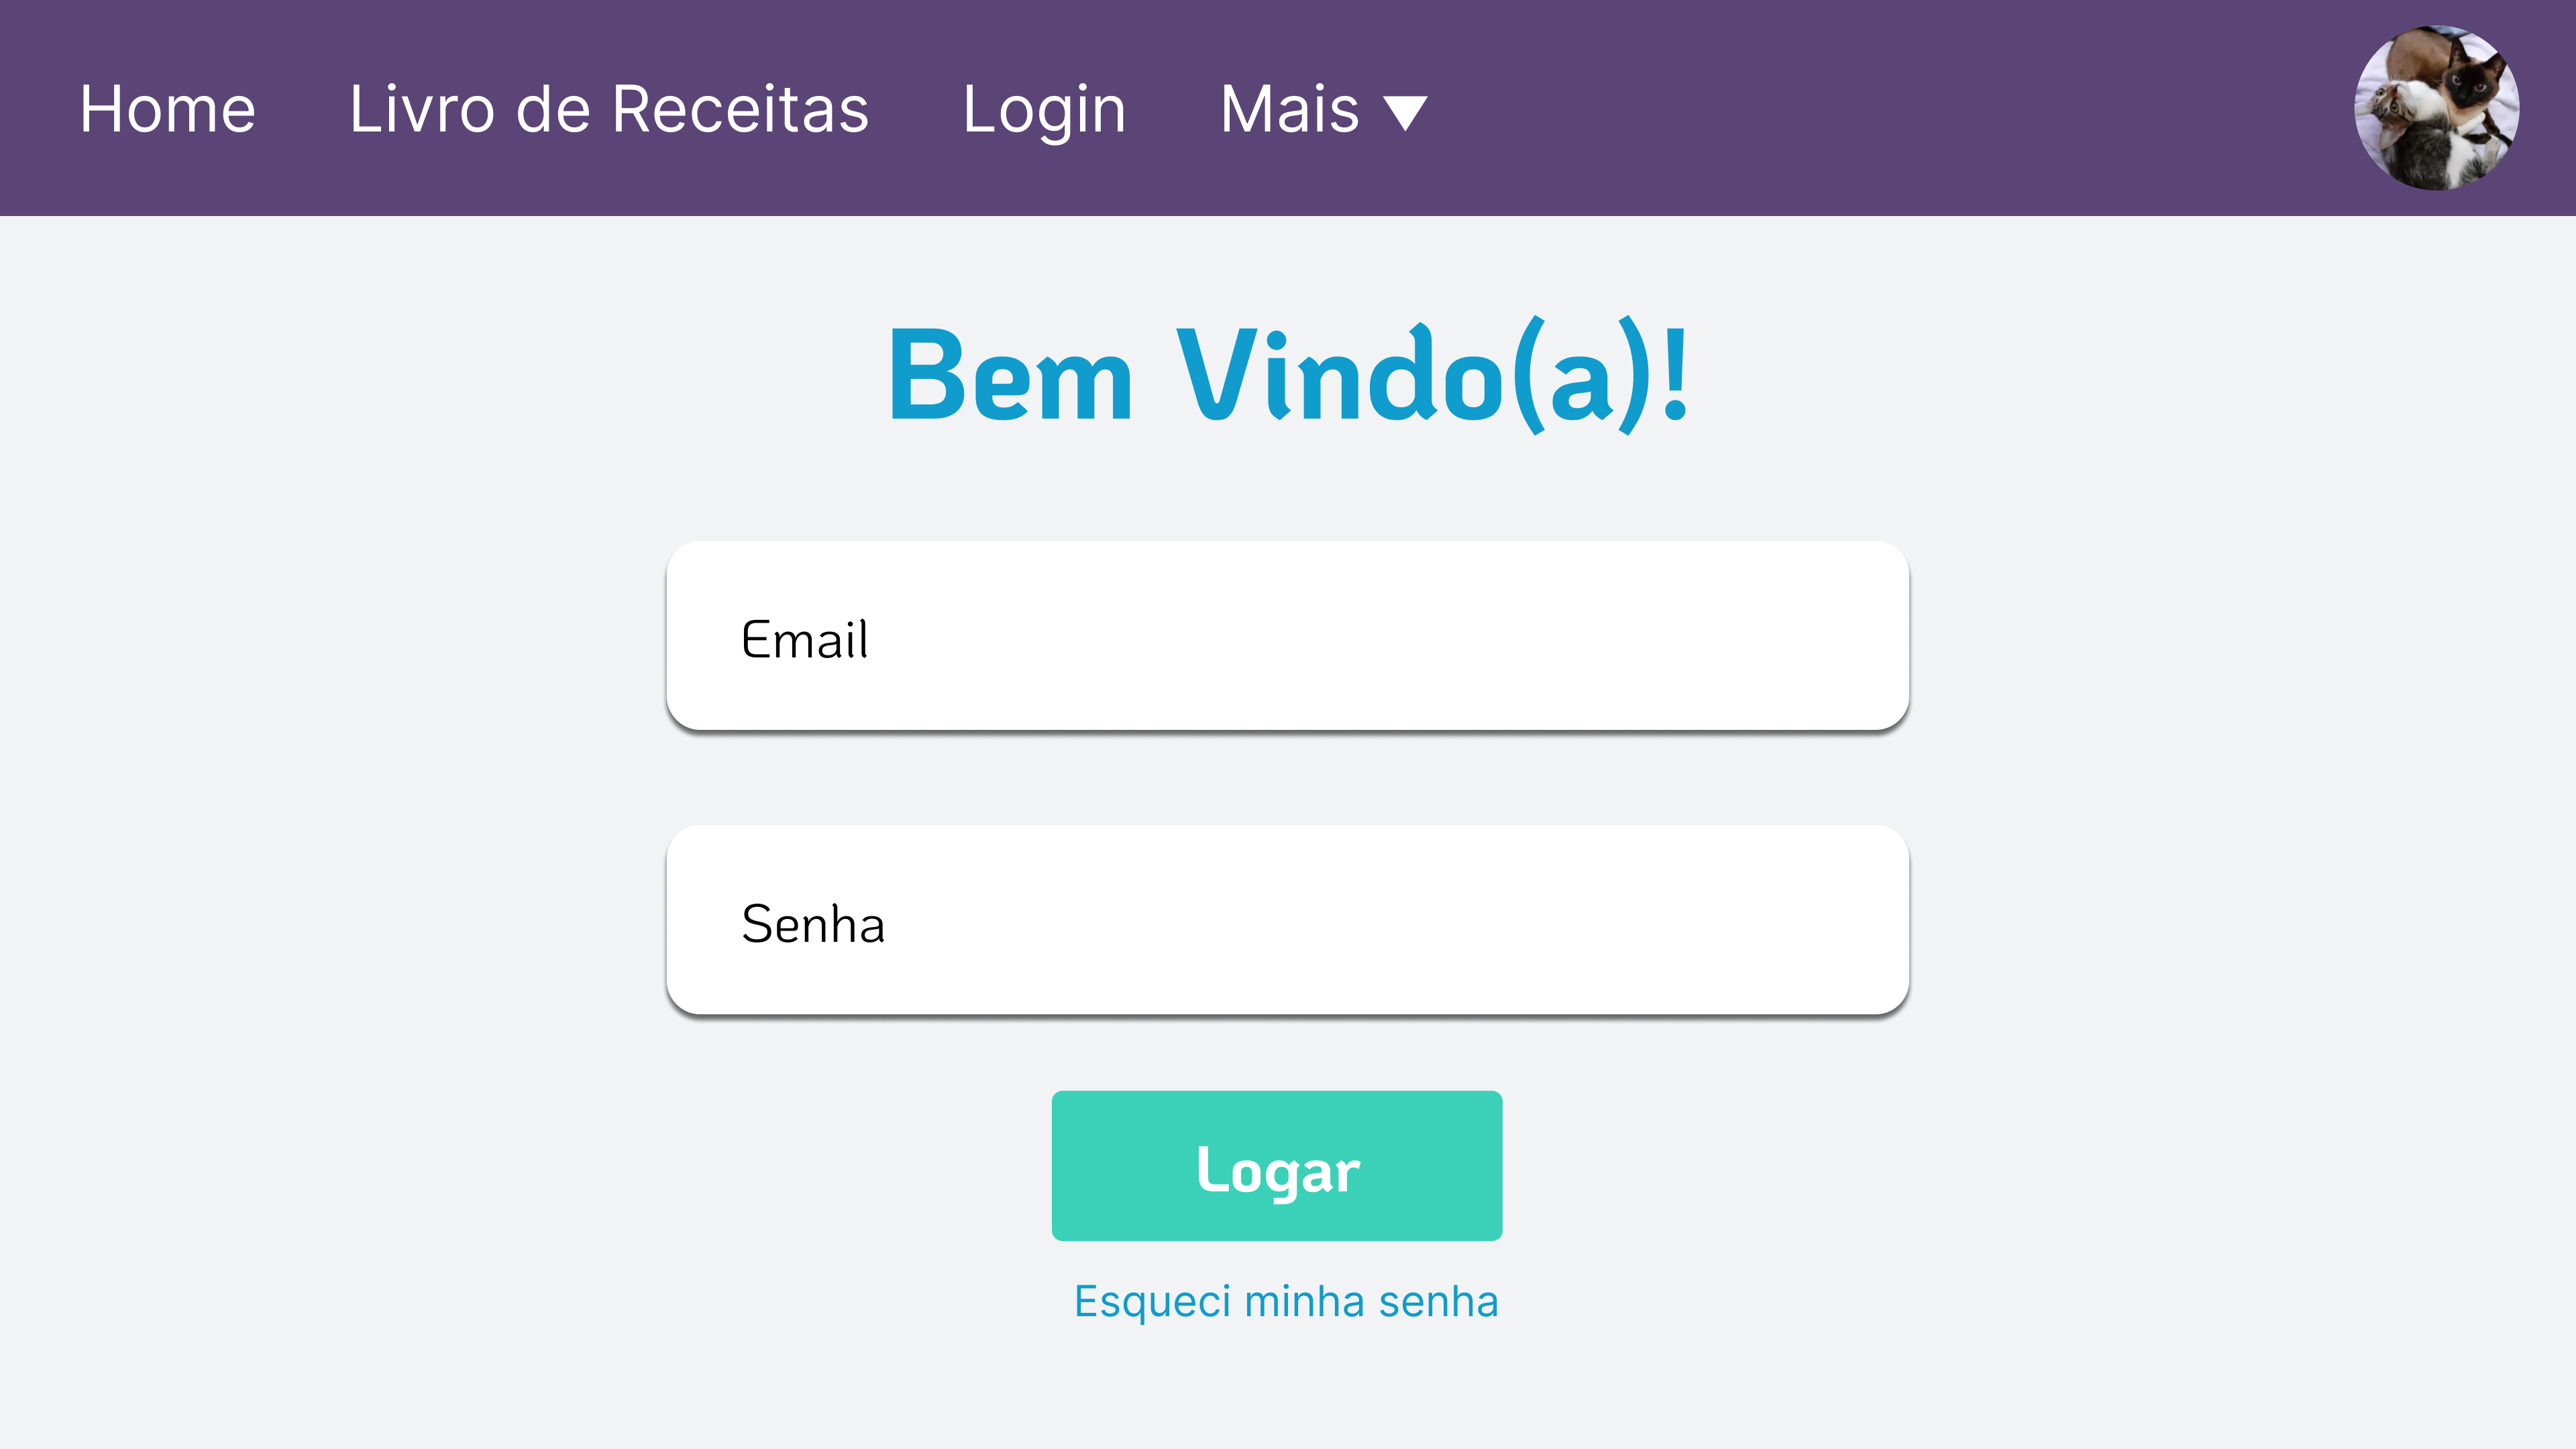 Home Livro de Receitas Login Mais
Bem Vindo(a)!
Email
Senha
Logar
Esqueci minha senha